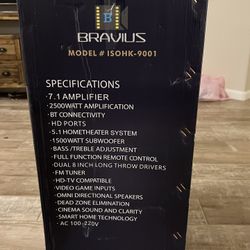 B
BRAVIUS
MODEL # ISOHK-9001
SPECIFICATIONS
· 7.1 AMPLIFIER
· 2500WATT AMPLIFICATION
· BT CONNECTIVITY
· HD PORTS
· 5.1 HOMETHEATER SYSTEM
· 1500WATT SUBWOOFER
· BASS/TREBLE ADJUSTMENT
· FULL FUNCTION REMOTE CONTROL
· DUAL 8 INCH LONG THROW DRIVERS
· FM TUNER
· HD-TV COMPATIBLE
· VIDEO GAME INPUTS
· OMNI DIRECTIONAL SPEAKERS
· DEAD ZONE ELIMINATION
· CINEMA SOUND AND CLARITY
· SMART HOME TECHNOLOGY
· AC 100-220V